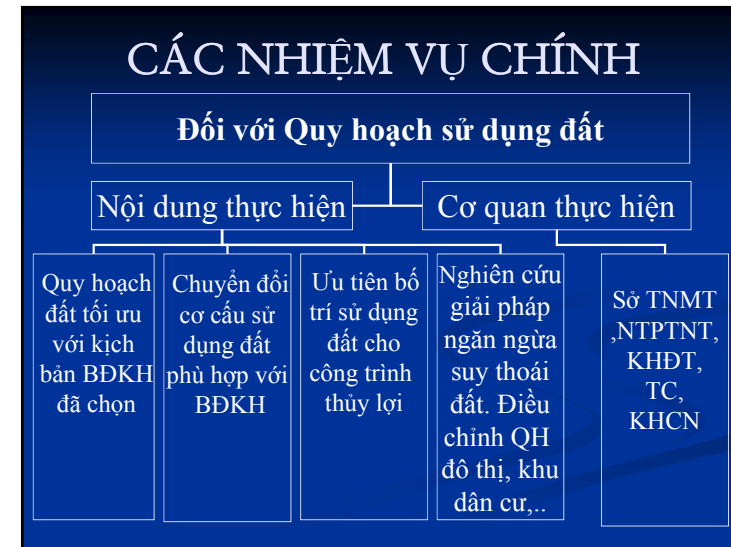 CÁC NHIỆM VỤ CHÍNH
Đối với Quy hoạch sử dụng đất
Nội dung thực hiện
Cơ quan thực hiện
Quy hoạch
đất tối ưu
với kịch
bản BĐKH
đã chọn
Chuyển đổi
cơ cấu sử
dụng đất
phù hợp với
BĐKH
Ưu tiên bố
trí sử dụng
đất cho
công trình
thủy lợi
Nghiên cứu
giải pháp
ngăn ngừa
suy thoái
đất. Điều
chỉnh QH
đô thị, khu
dân cư,..
Sở TNMT
,NTPTNT,
KHĐT,
TC,
KHCN